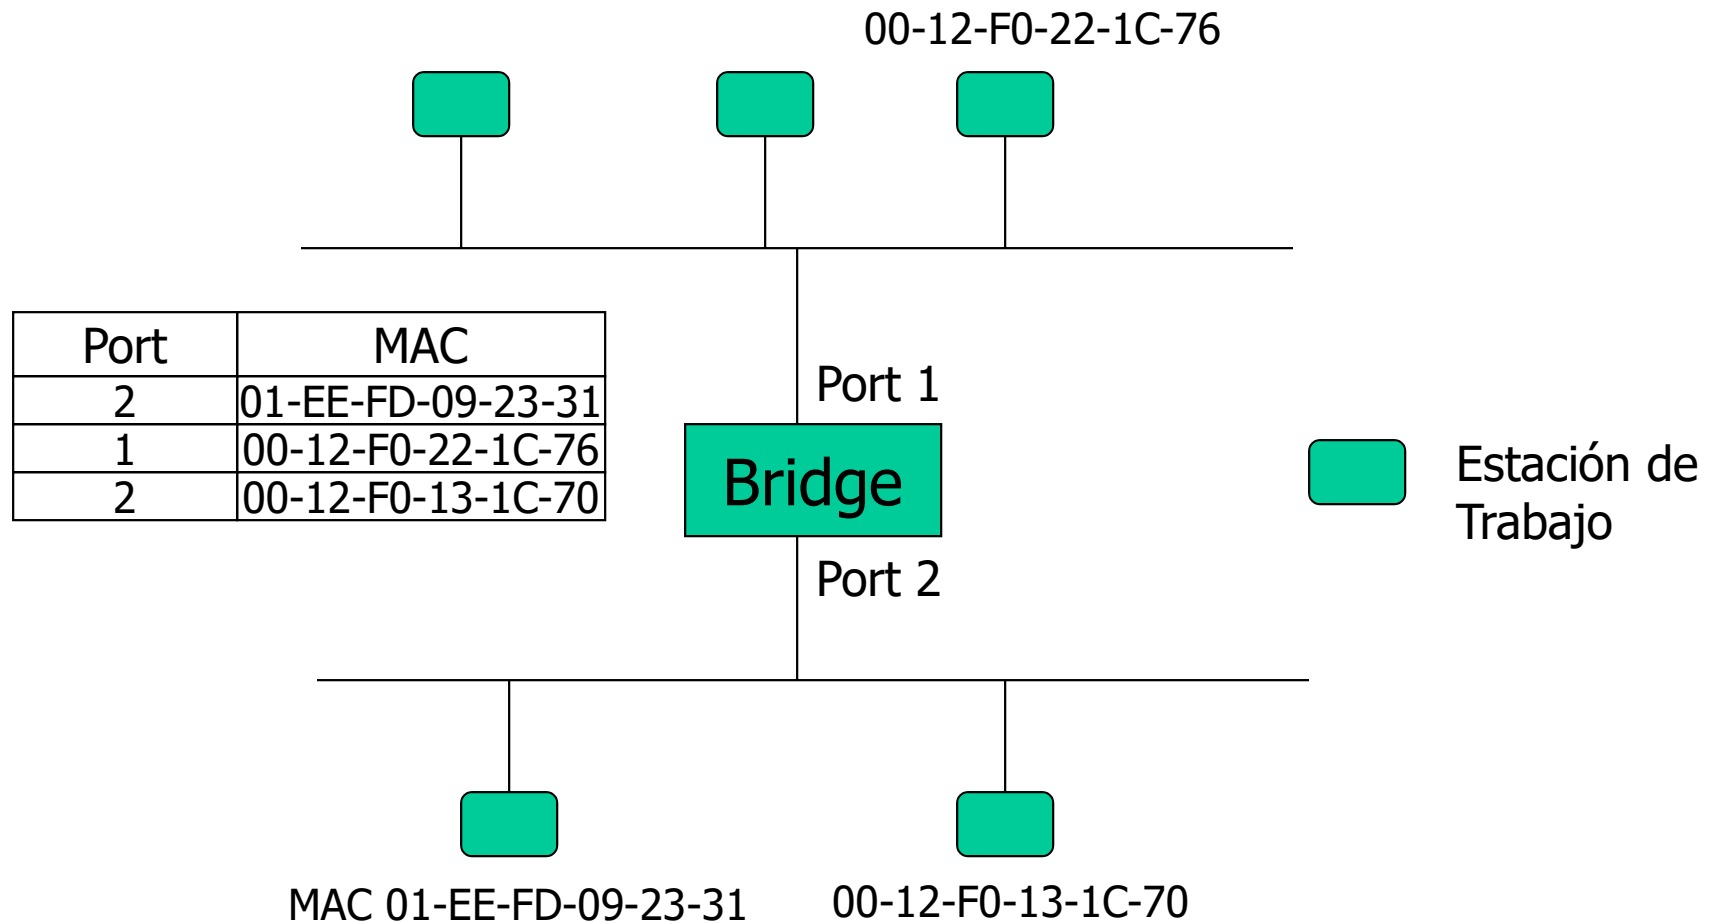 00-12-F0-22-1C-76
Port MAC
2 01-EE-FD-09-23-31
1 00-12-F0-22-1C-76
2 00-12-F0-13-1C-70
Port 1
Bridge
Port 2
Estación de
Trabajo
MAC 01-EE-FD-09-23-31
00-12-F0-13-1C-70